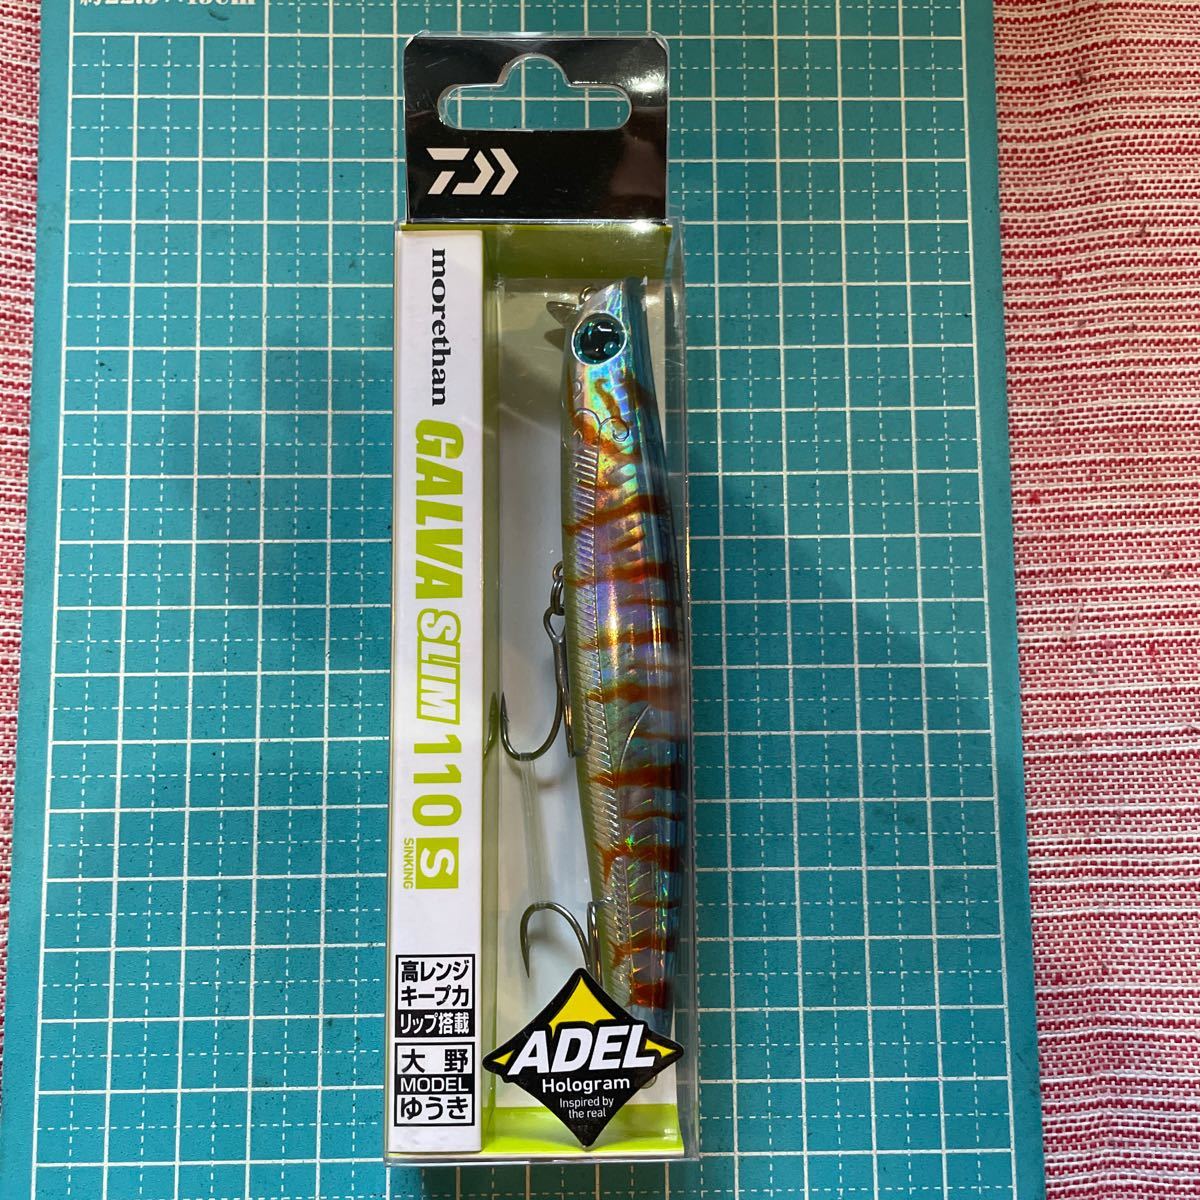 morethan
GALVA SLIM 110 S
SINKING
高レンジ
キープ力
リップ搭載
大野
MODEL
ゆうき
ADEL
Hologram
Inspired by
the real